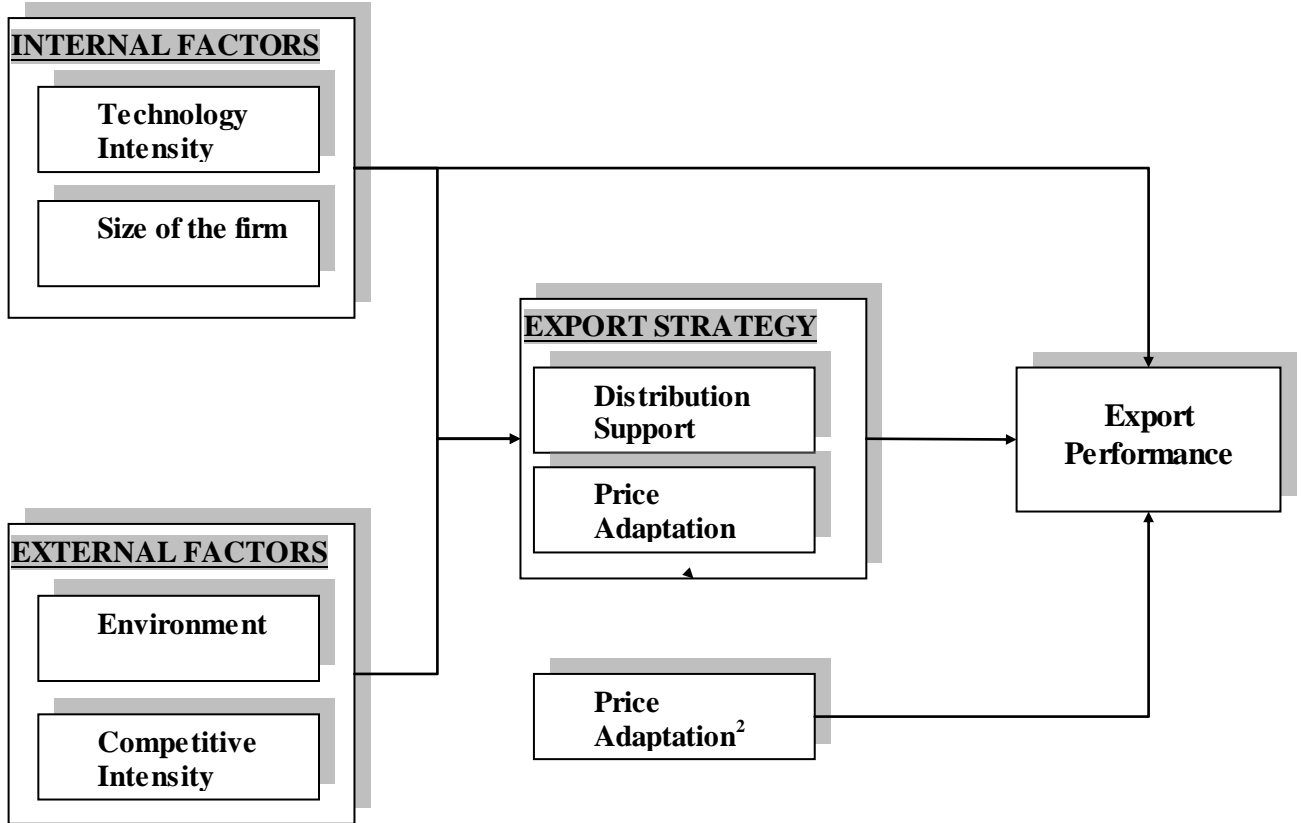 INTERNAL FACTORS
Technology
Intensity
Size of the firm
EXPORT STRATEGY
Distribution
Support
Price
Adaptation
Export
Performance
EXTERNAL FACTORS
Environment
Competitive
Intensity
Price
Adaptation²